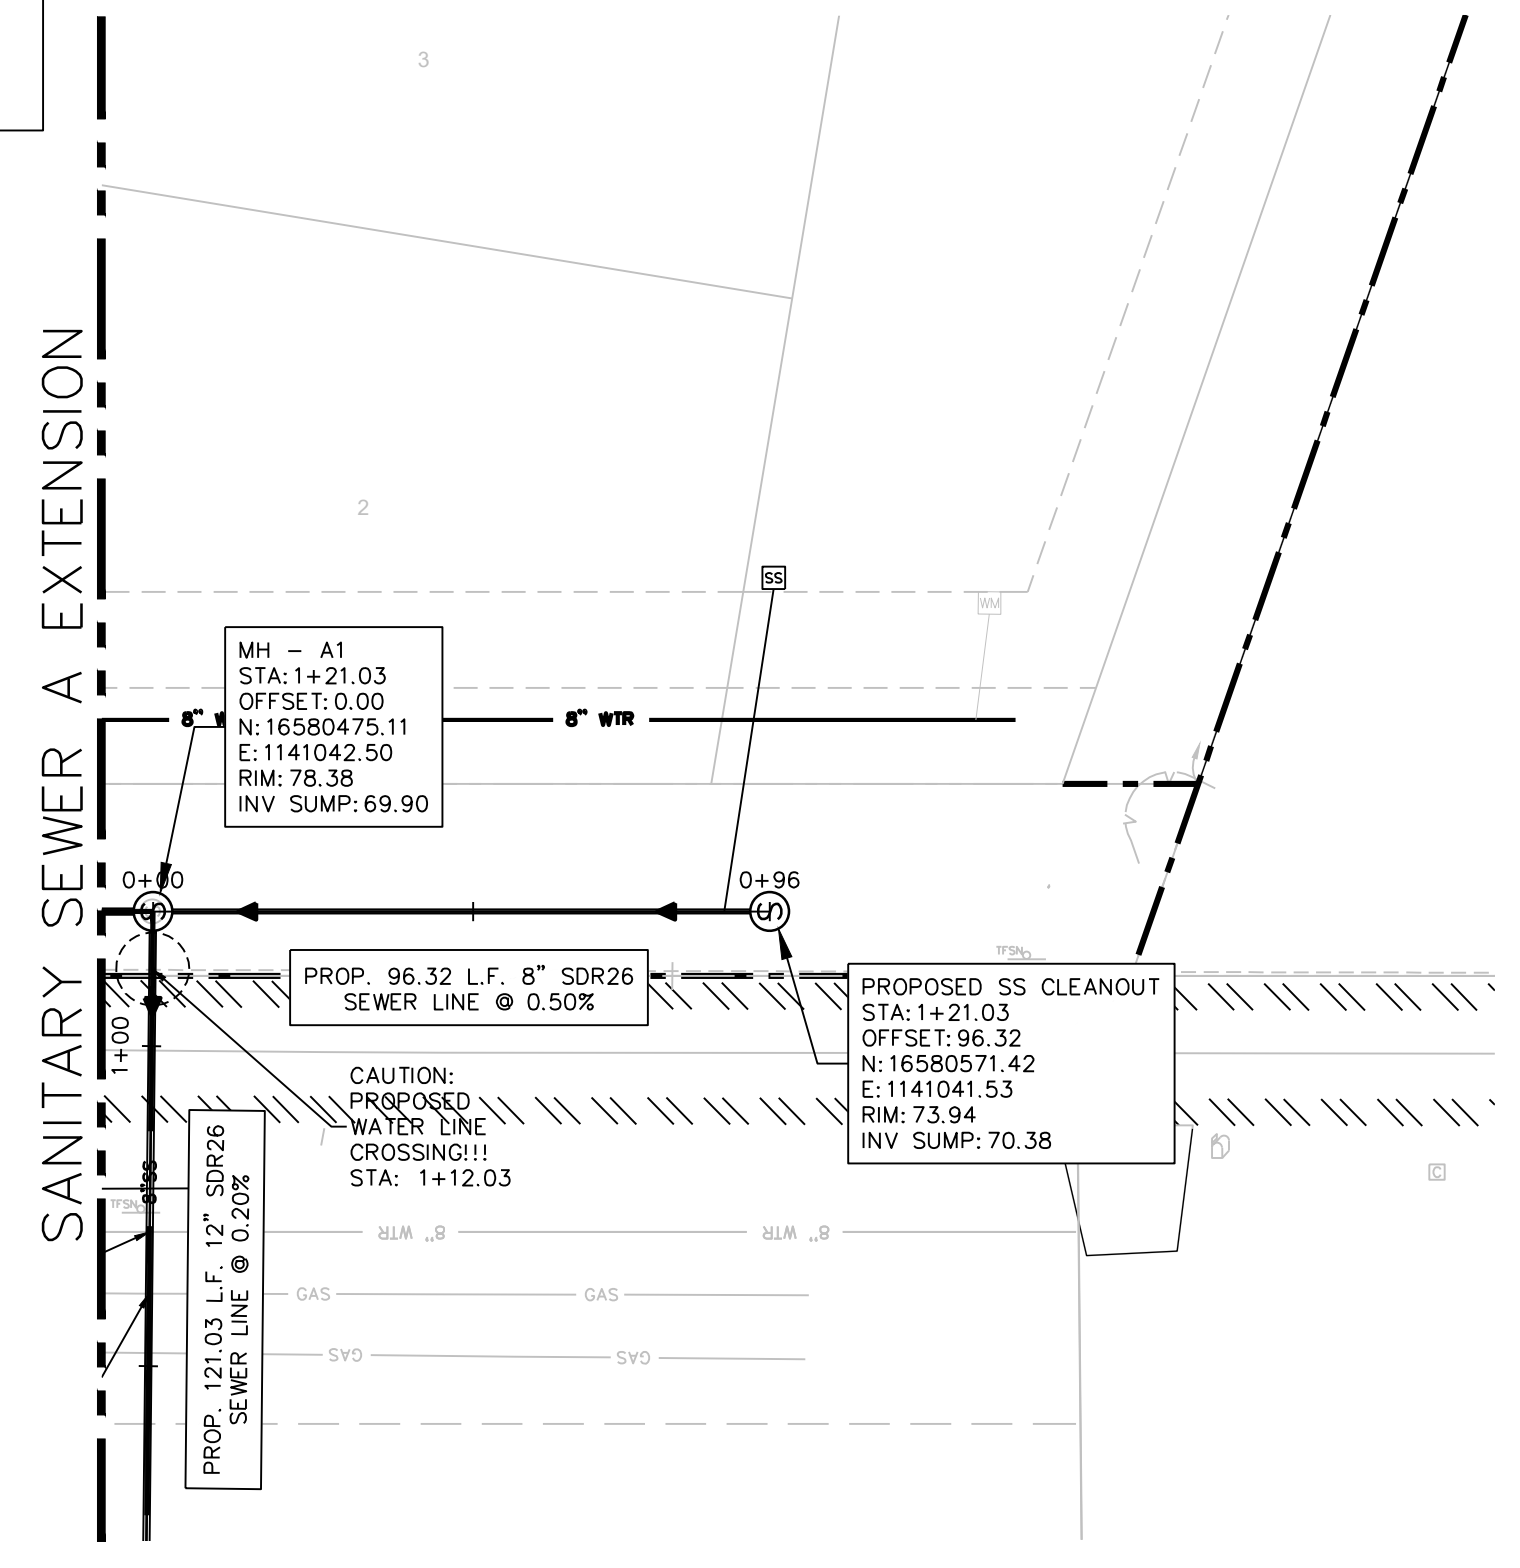 3
SANITARY SEWER A EXTENSION
2
SS
WM
MH - A1
STA: 1+21.03
OFFSET: 0.00
N: 16580475.11
E: 1141042.50
RIM: 78.38
INV SUMP: 69.90
8" W
8" WTR
0+00
0+96
PROP. 96.32 L.F. 8" SDR26
SEWER LINE @ 0.50%
TFSN
PROPOSED SS CLEANOUT
STA: 1+21.03
OFFSET: 96.32
N: 16580571.42
E: 1141041.53
RIM: 73.94
INV SUMP: 70.38
1+00
CAUTION:
PROPOSED
WATER LINE
CROSSING!!!
STA: 1+12.03
PROP. 121.03 L.F. 12" SDR26
SEWER LINE @ 0.20%
8"SS
TFSN
C
8" WTR
8" WTR
GAS
GAS
GAS
GAS